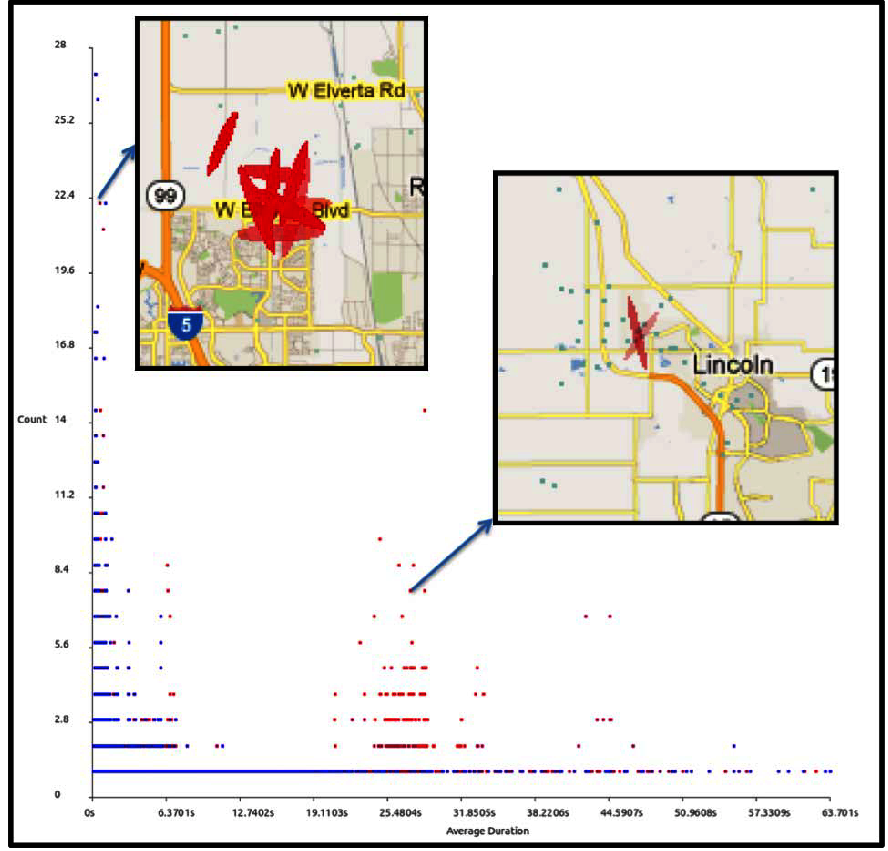 28
25.2
22.4
19.6
16.8
Count
14
11.2
8.4
5.6
2.8
0
0s
6.3701s
12.7402s
19.1103s
25.4804s
31.8505s
38.2206s
44.5907s
50.9608s
57.3309s
63.701s
Average Duration
W Elverta Rd
99
R
W E
Blvd
5
Lincoln